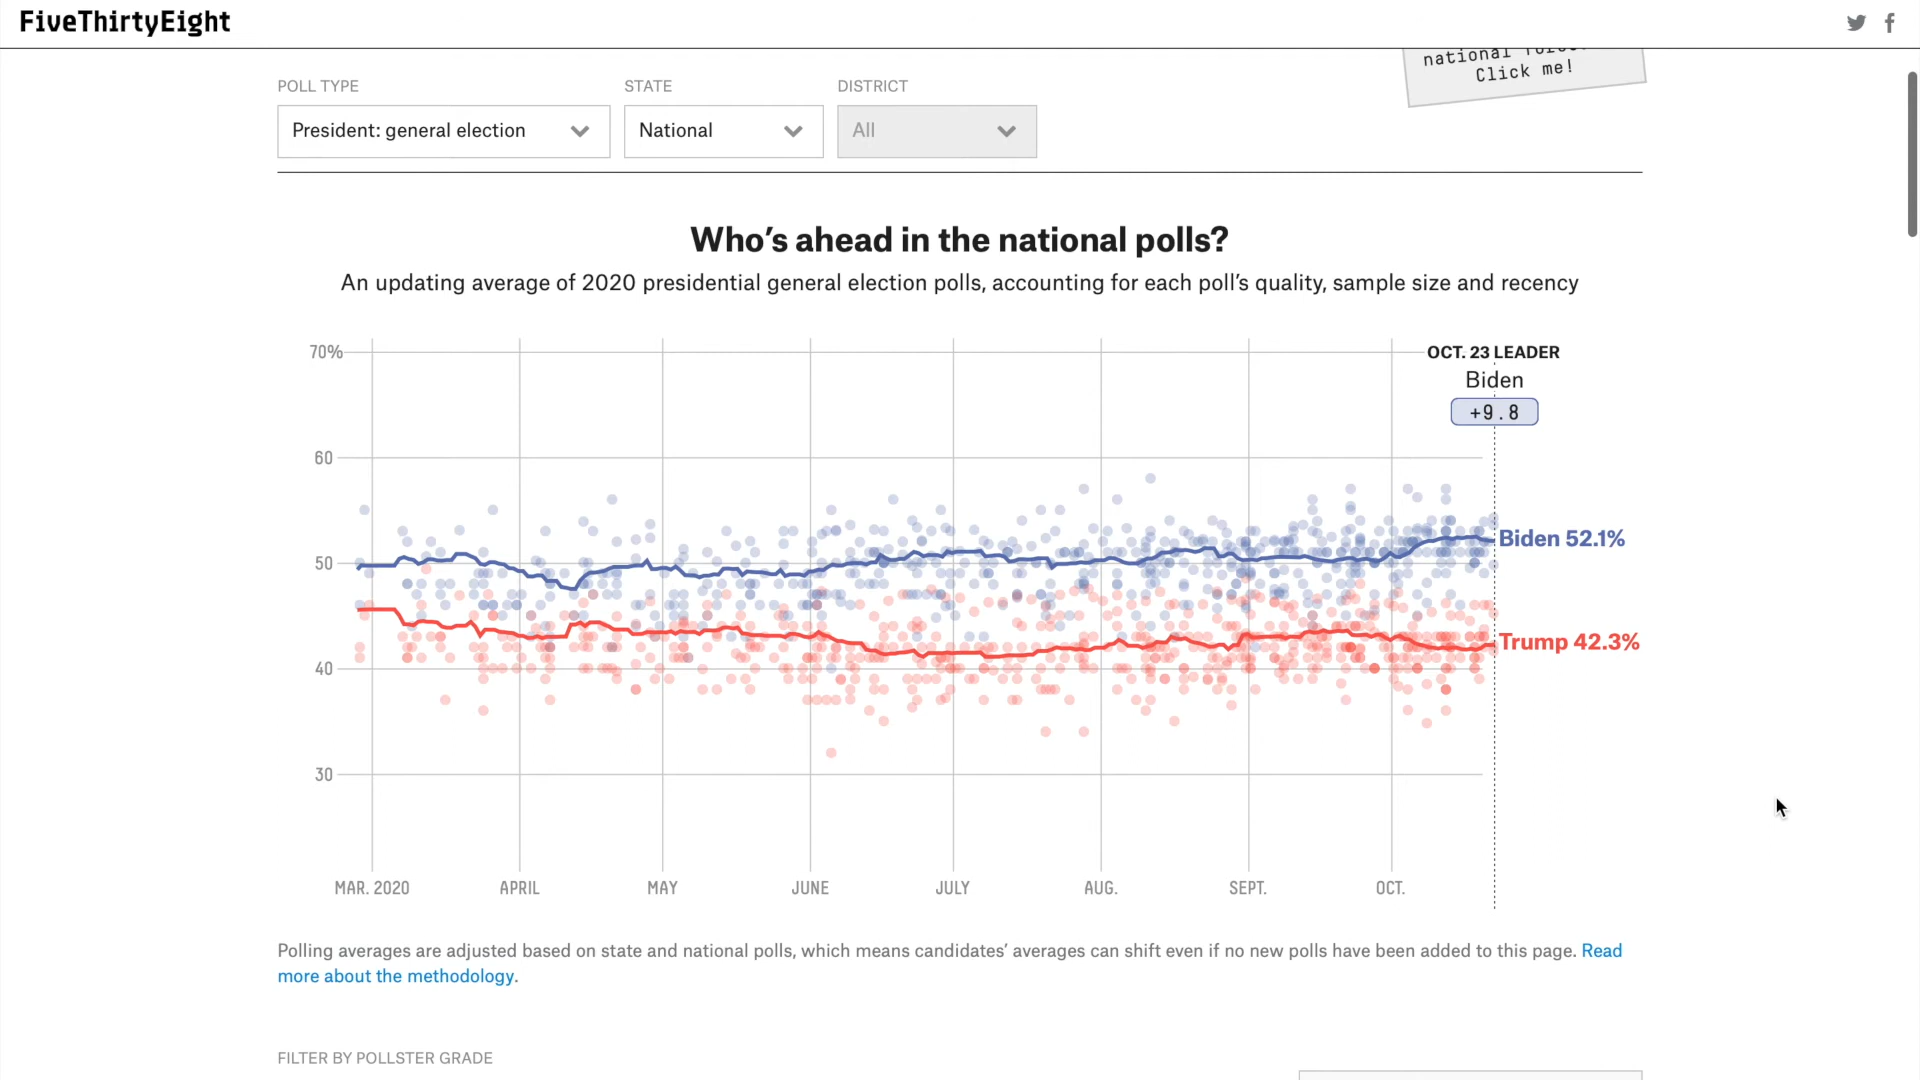 FiveThirtyEight
national
Click me!
POLL TYPE
STATE
DISTRICT
President: general election
National
All
Who’s ahead in the national polls?
An updating average of 2020 presidential general election polls, accounting for each poll’s quality, sample size and recency
70%
OCT. 23 LEADER
Biden
+9.8
60
50
Biden 52.1%
Trump 42.3%
40
30
MAR. 2020
APRIL
MAY
JUNE
JULY
AUG.
SEPT.
OCT.
Polling averages are adjusted based on state and national polls, which means candidates’ averages can shift even if no new polls have been added to this page. Read
more about the methodology.
FILTER BY POLLSTER GRADE